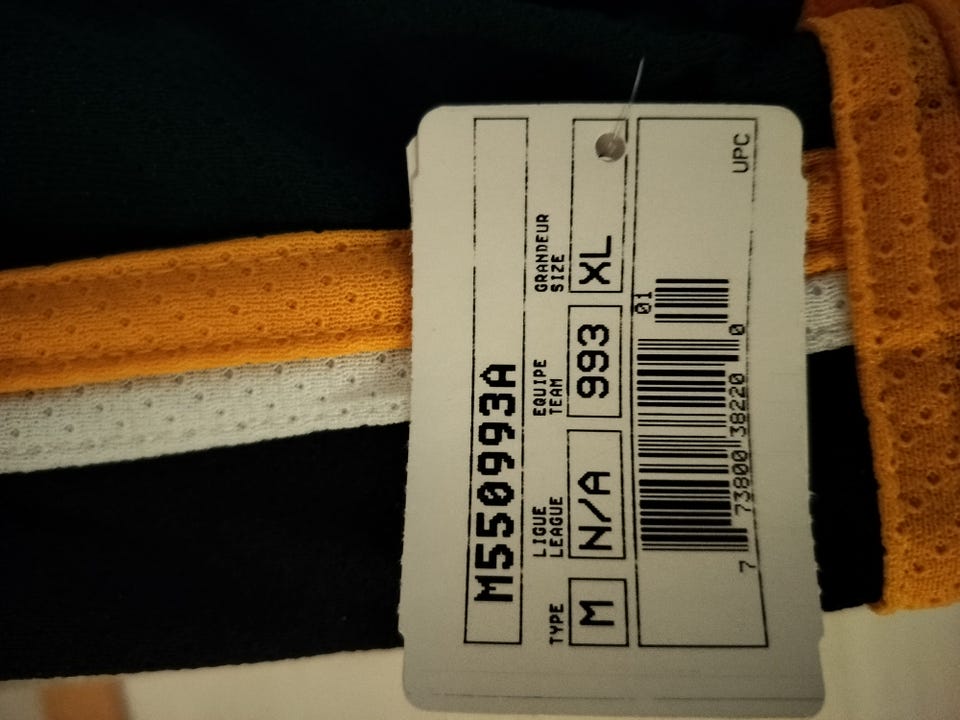 M550993A
TYPE
LIGUE
LEAGUE
EQUIPE
TEAM
GRANDEUR
SIZE
M
N/A
993
XL
01
7 73800 38220 0
UPC